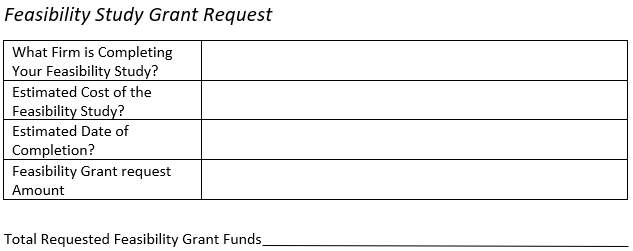 Feasibility Study Grant Request
What Firm is Completing
Your Feasibility Study?
Estimated Cost of the
Feasibility Study?
Estimated Date of
Completion?
Feasibility Grant request
Amount
Total Requested Feasibility Grant Funds